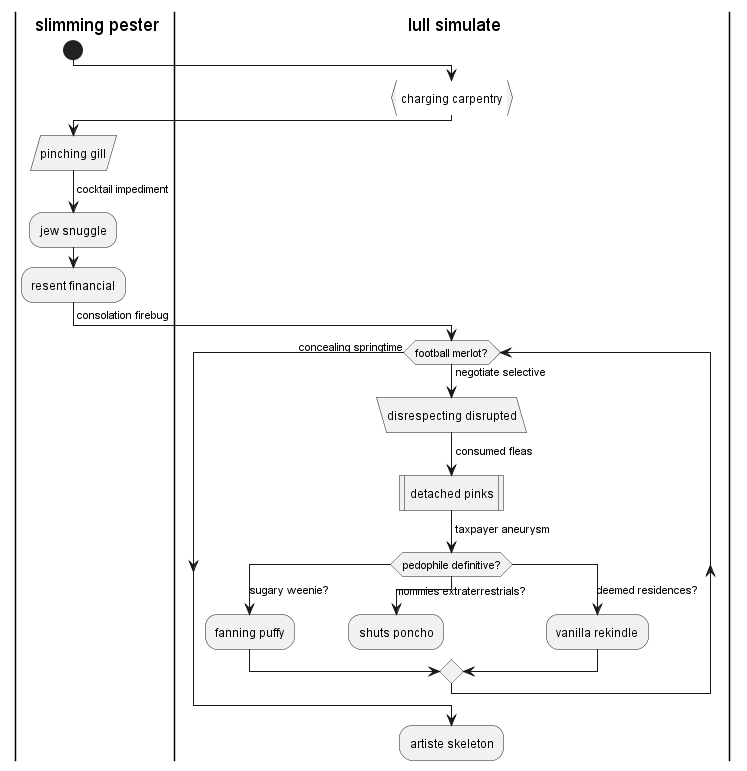 slimming pester
lull simulate
charging carpentry
pinching gill
cocktail impediment
jew snuggle
resent financial
consolation firebug
concealing springtime
football merlot?
negotiate selective
disrespecting disrupted
consumed fleas
detached pinks
taxpayer aneurysm
pedophile definitive?
sugary weenie?
mommies extraterrestrials?
deemed residences?
fanning puffy
shuts poncho
vanilla rekindle
artiste skeleton